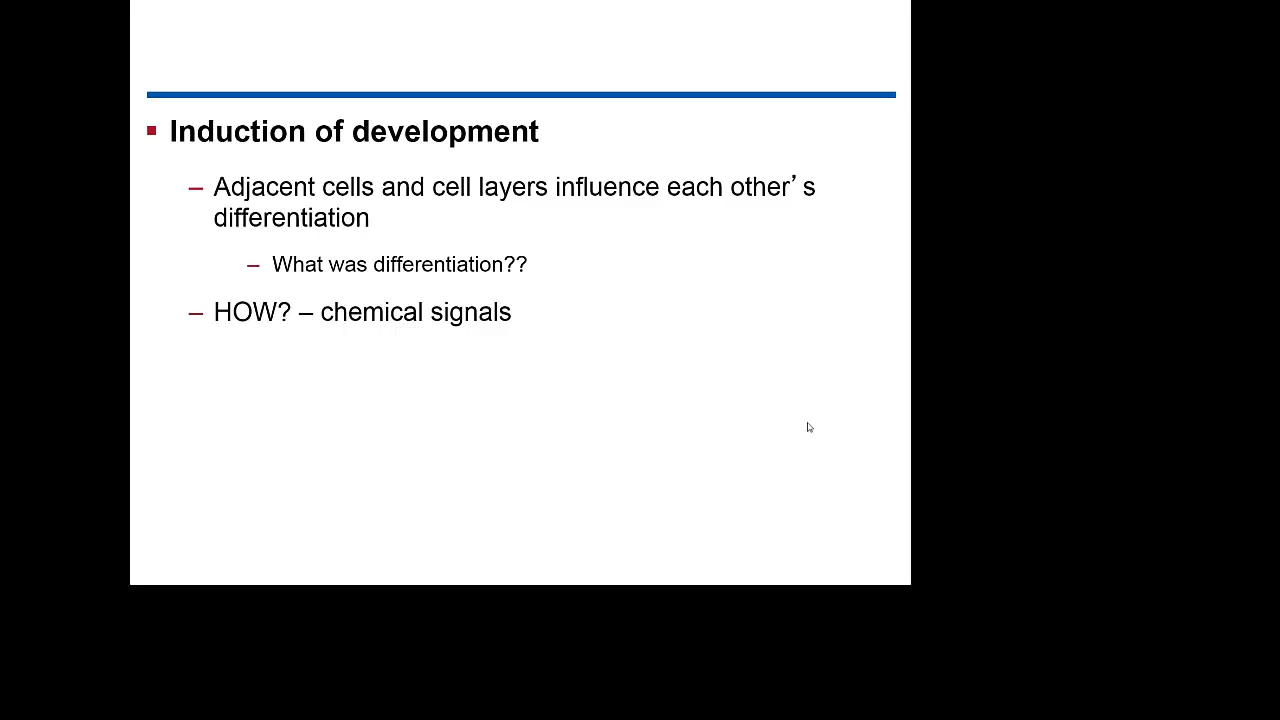 Induction of development
– Adjacent cells and cell layers influence each other’s
differentiation
– What was differentiation??
– HOW? – chemical signals